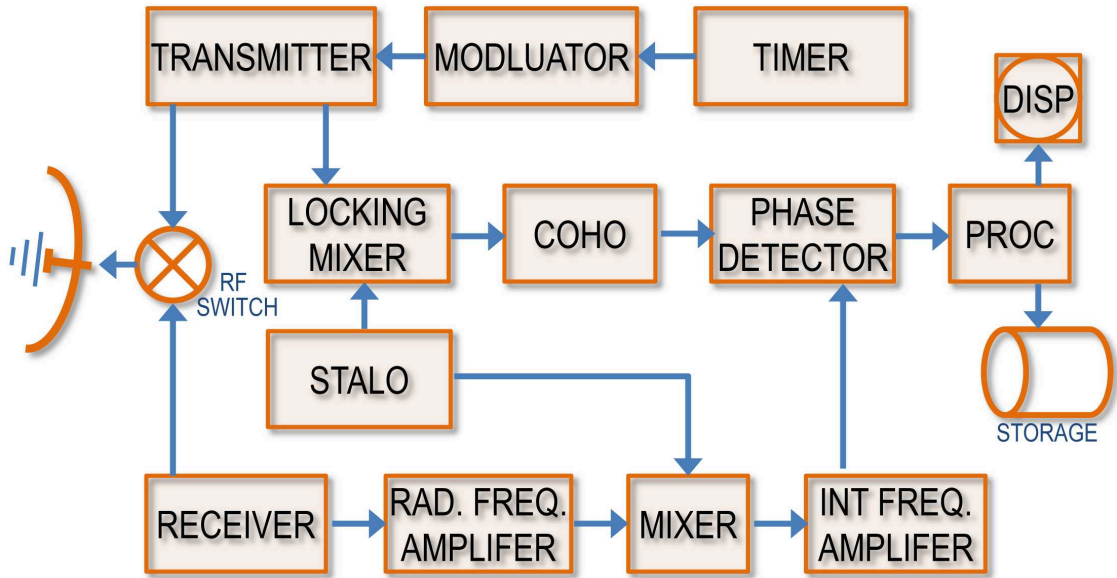 TRANSMITTER
MODLUATOR
TIMER
DISP
LOCKING
MIXER
COHO
PHASE
DETECTOR
PROC
RF
SWITCH
STALO
STORAGE
RECEIVER
RAD. FREQ.
AMPLIFER
MIXER
INT FREQ.
AMPLIFER